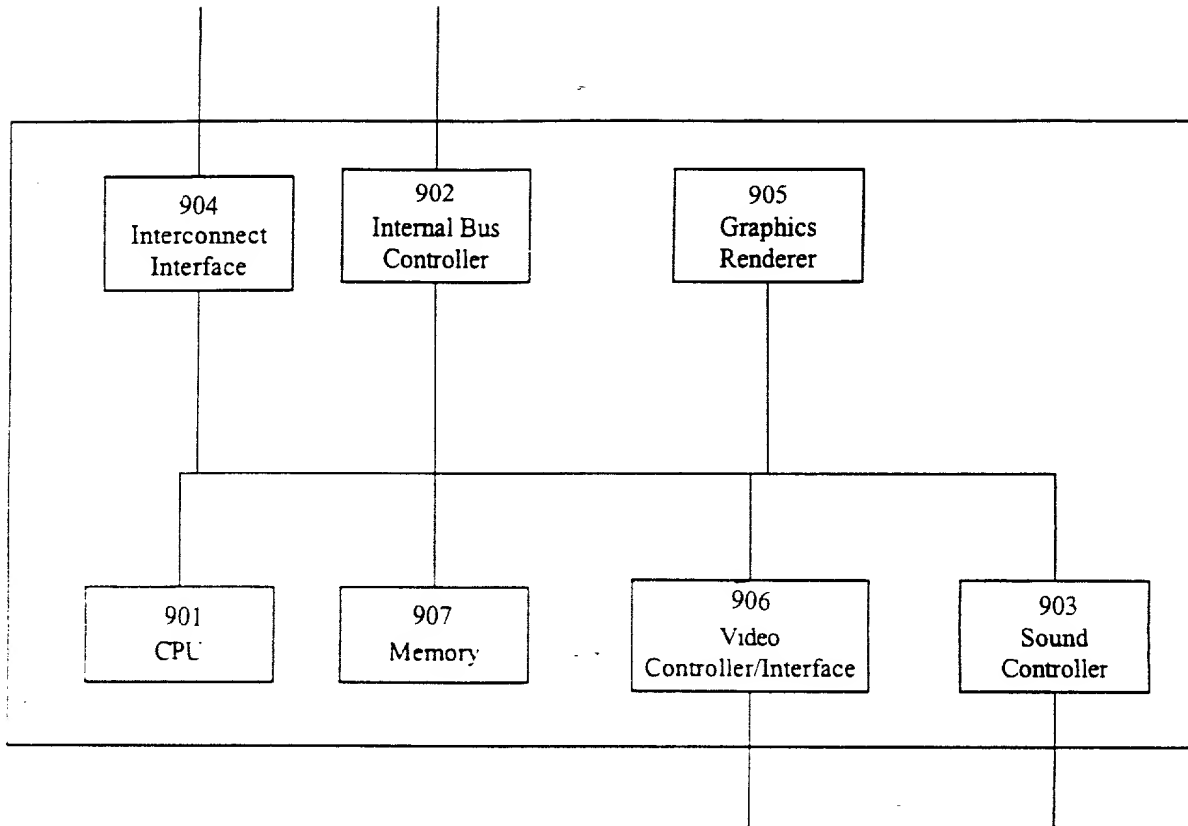 904
Interconnect
Interface
902
Internal Bus
Controller
905
Graphics
Renderer
901
CPU
907
Memory
906
Video
Controller/Interface
903
Sound
Controller